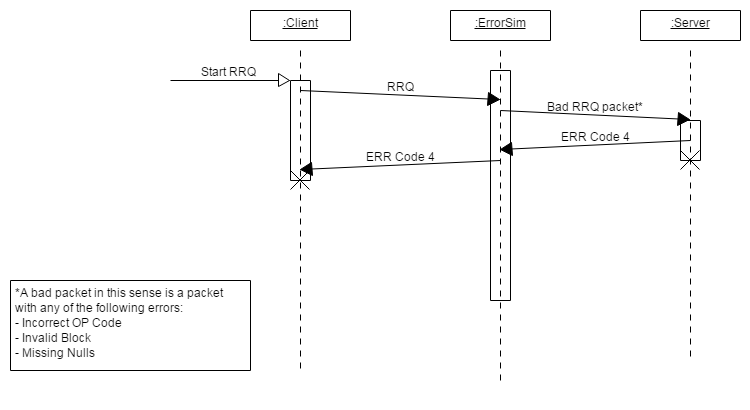 :Client
:ErrorSim
:Server
Start RRQ
RRQ
Bad RRQ packet*
ERR Code 4
ERR Code 4
*A bad packet in this sense is a packet
with any of the following errors:
- Incorrect OP Code
- Invalid Block
- Missing Nulls